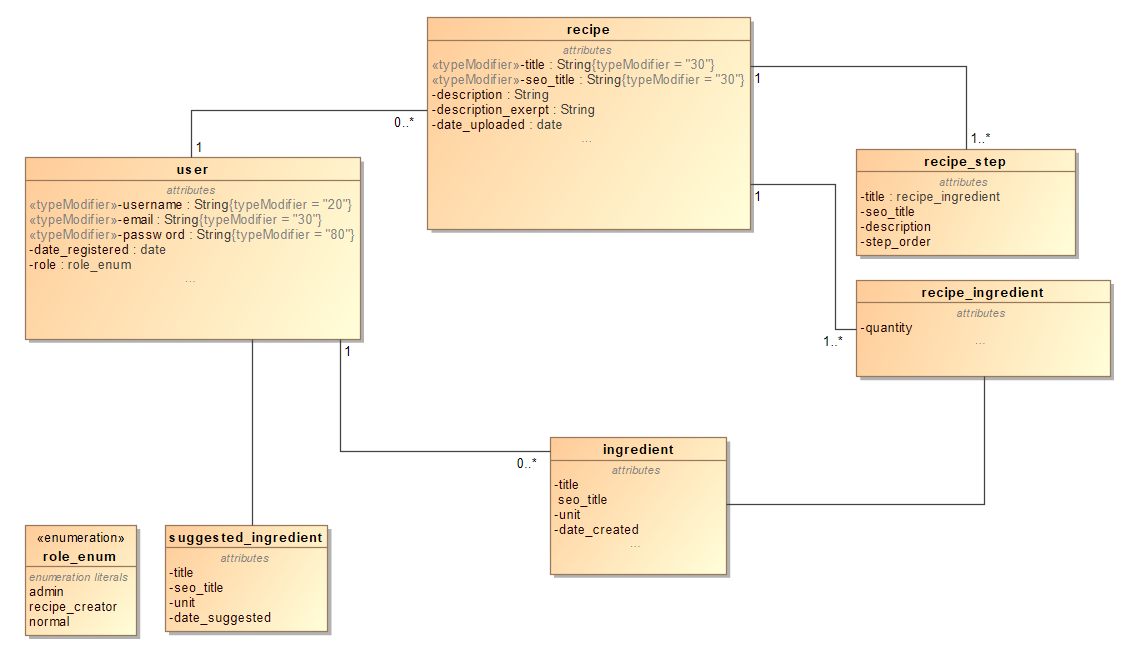 recipe
attributes
«typeModifier»-title : String{typeModifier = "30"}
«typeModifier»-seo_title : String{typeModifier = "30"}
-description : String
-description_exerpt : String
-date_uploaded : date
...
1
1
0..*
1
1..*
user
attributes
«typeModifier»-username : String{typeModifier = "20"}
«typeModifier»-email : String{typeModifier = "30"}
«typeModifier»-password : String{typeModifier = "80"}
-date_registered : date
-role : role_enum
...
1
recipe_step
attributes
-title : recipe_ingredient
-seo_title
-description
-step_order
recipe_ingredient
attributes
-quantity
...
1..*
0..*
ingredient
attributes
-title
seo_title
-unit
-date_created
...
«enumeration»
role_enum
enumeration literals
admin
recipe_creator
normal
suggested_ingredient
attributes
-title
-seo_title
-unit
-date_suggested